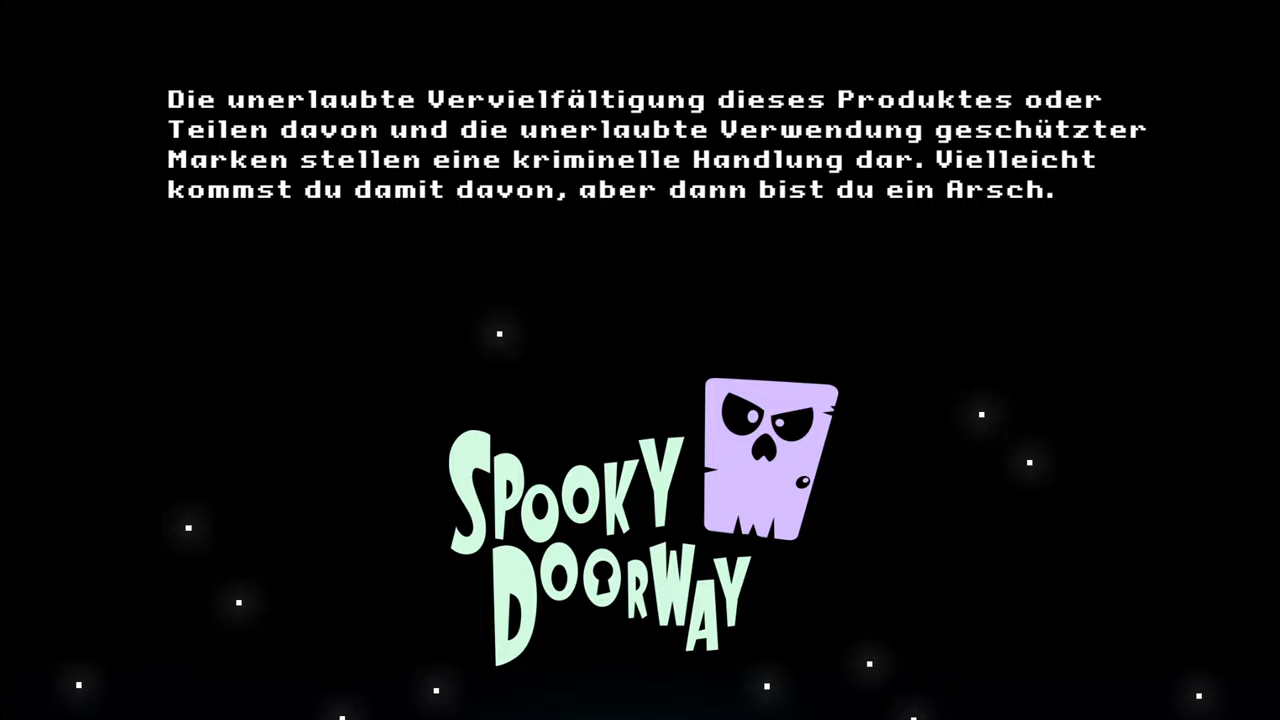 Die unerlaubte Vervielfältigung dieses Produktes oder
Teilen davon und die unerlaubte Verwendung geschützter
Marken stellen eine kriminelle Handlung dar. Vielleicht
kommst du damit davon, aber dann bist du ein Arsch.
SPOOKY
DOORWAY